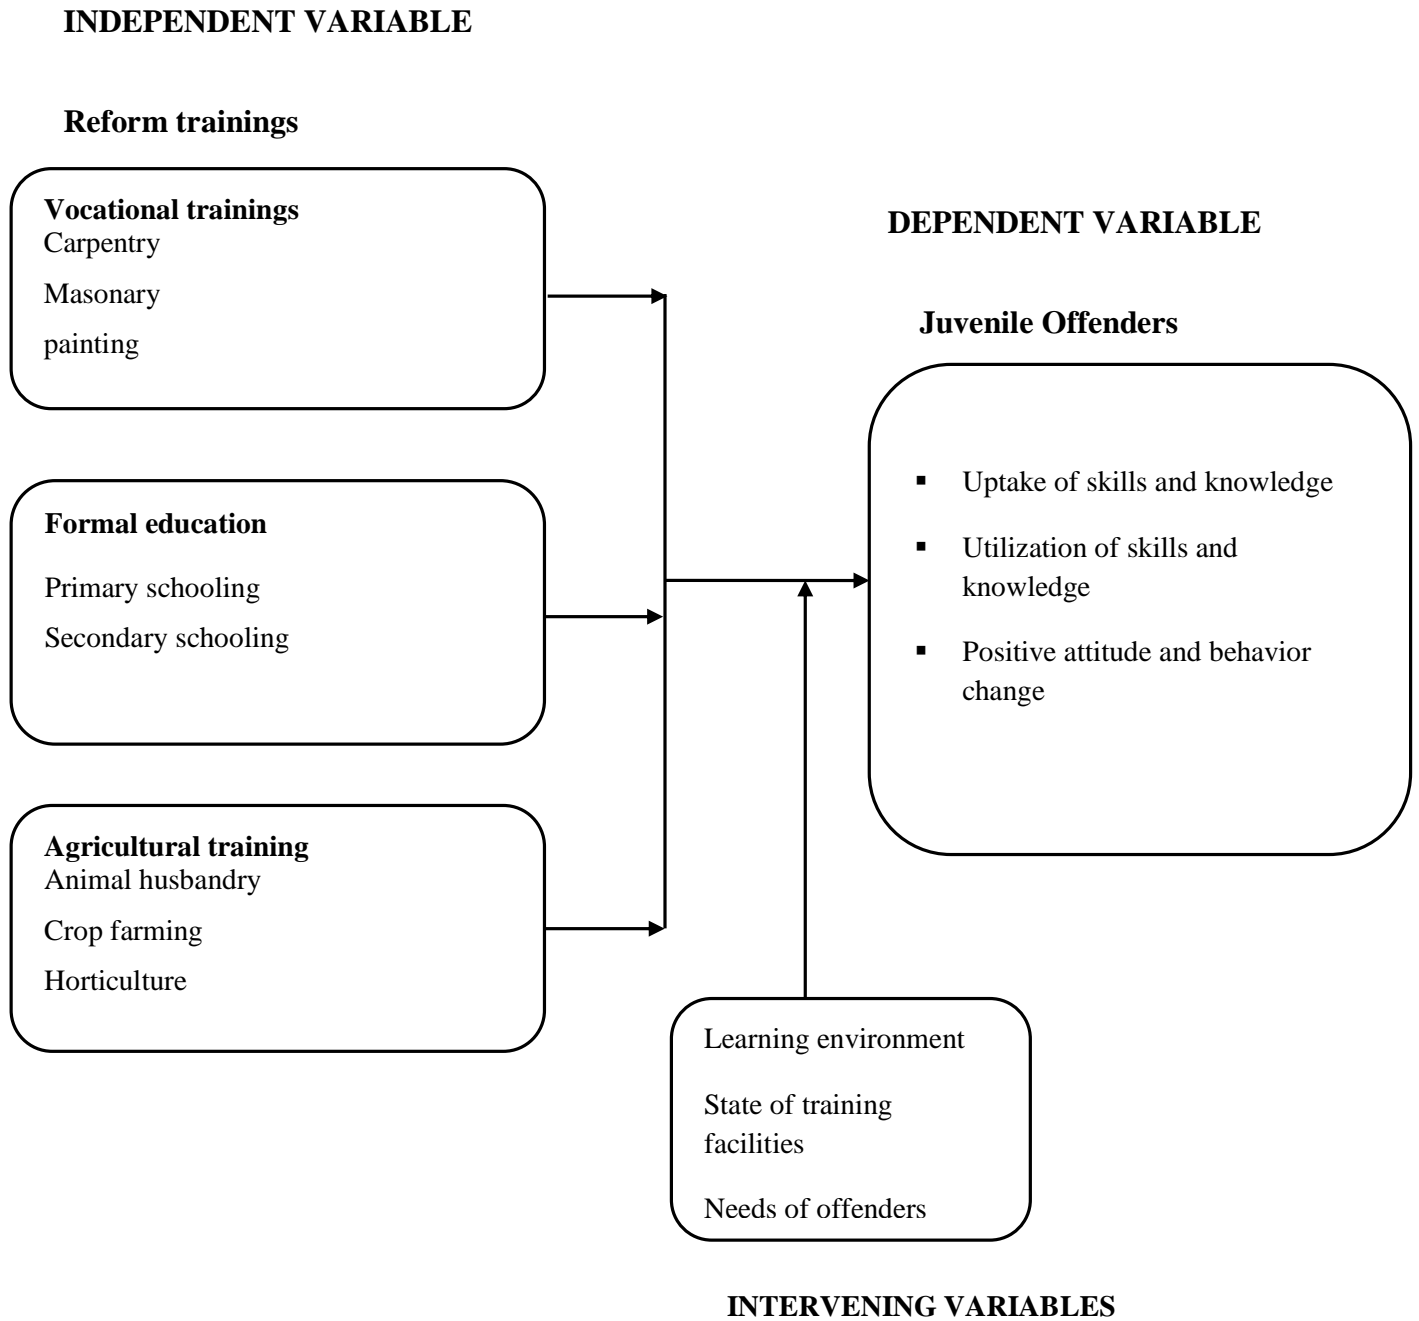 INDEPENDENT VARIABLE
Reform trainings
Vocational trainings
Carpentry
Masonary
painting
Formal education
Primary schooling
Secondary schooling
Agricultural training
Animal husbandry
Crop farming
Horticulture
DEPENDENT VARIABLE
Juvenile Offenders
▪ Uptake of skills and knowledge
▪ Utilization of skills and
knowledge
▪ Positive attitude and behavior
change
Learning environment
State of training
facilities
Needs of offenders
INTERVENING VARIABLES